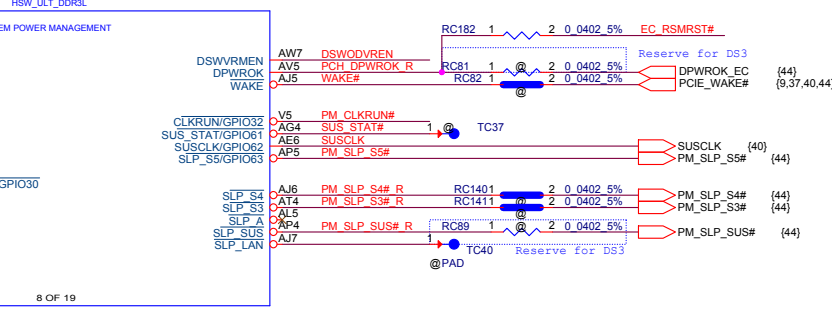 HSW_ULT_DDR3L
EM POWER MANAGEMENT
RC182 1 2 0_0402_5% EC_RSMRST#
Reserve for DS3
DSWVRMEN AW7 DSWODVREN
DPWROK AV5 PCH_DPWROK_R RC81 1 @ 2 0_0402_5% DPWROK_EC {44}
WAKE AJ5 WAKE# RC82 1 @ 2 0_0402_5% PCIE_WAKE# {9,37,40,44}
CLKRUN/GPIO32 V5 PM_CLKRUN#
SUS_STAT/GPIO61 AG4 SUS_STAT# 1 @ TC37
SUSCLK/GPIO62 AE6 SUSCLK SUSCLK {40}
SLP_S5/GPIO63 AP5 PM_SLP_S5# PM_SLP_S5# {44}
GPIO30
SLP_S4 AJ6 PM_SLP_S4#_R RC140 1 @ 2 0_0402_5% PM_SLP_S4# {44}
SLP_S3 AT4 PM_SLP_S3#_R RC141 1 @ 2 0_0402_5% PM_SLP_S3# {44}
SLP_A AL5
SLP_SUS AP4 PM_SLP_SUS#_R RC89 1 @ 2 0_0402_5% PM_SLP_SUS# {44}
SLP_LAN AJ7 1 TC40 Reserve for DS3
@PAD
8 OF 19